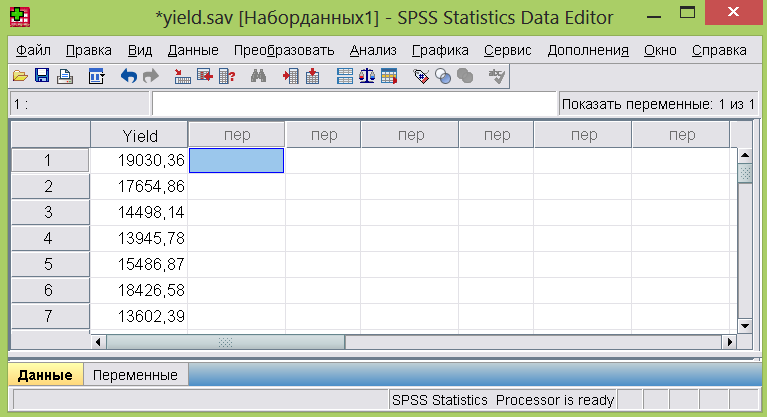 *yield.sav [Наборданных1] - SPSS Statistics Data Editor
Файл Правка Вид Данные Преобразовать Анализ Графика Сервис Дополнения Окно Справка
1 : Показать переменные: 1 из 1
Yield пер пер пер пер пер пер
1 19030,36
2 17654,86
3 14498,14
4 13945,78
5 15486,87
6 18426,58
7 13602,39
Данные Переменные
SPSS Statistics Processor is ready